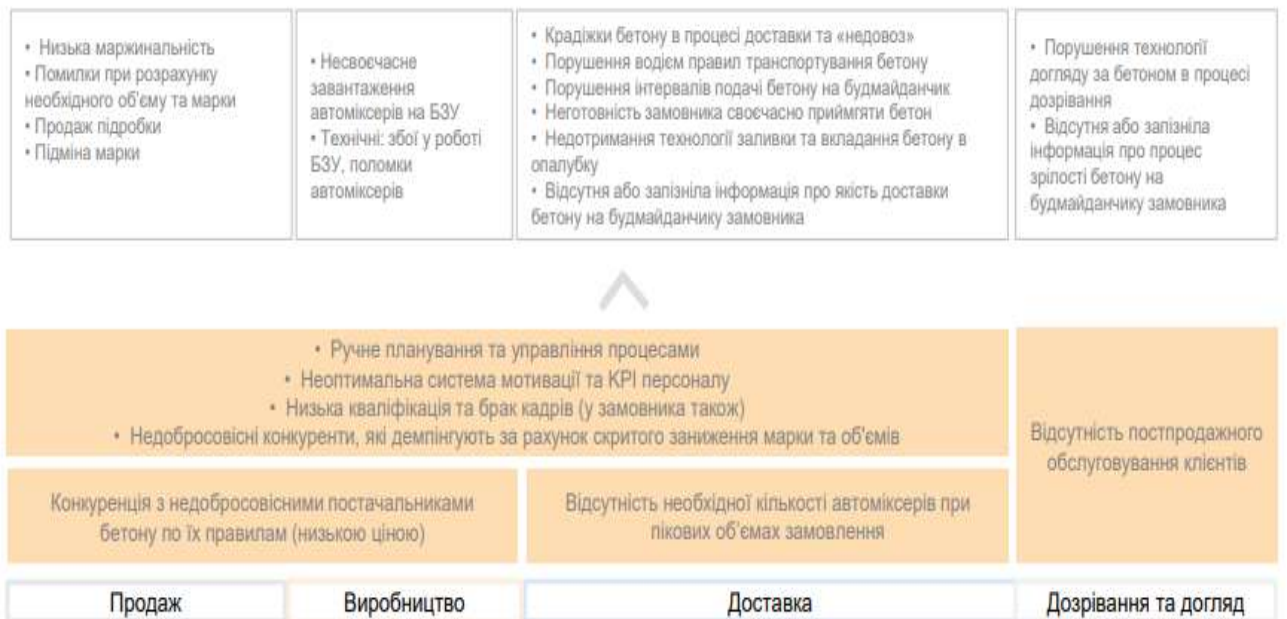 • Низька маржинальність
• Помилки при розрахунку
необхідного об'єму та марки
• Продаж підробки
• Підміна марки
• Несвоєчасне
завантаження
автоміксерів на БЗУ
• Технічні: збої у роботі
БЗУ, поломки
автоміксерів
• Крадіжки бетону в процесі доставки та «недовоз»
• Порушення водієм правил транспортування бетону
• Порушення інтервалів подачі бетону на будмайданчик
• Неготовність замовника своєчасно приймягти бетон
• Недотримання технології заливки та вкладання бетону в
опалубку
• Відсутня або запізніла інформація про якість доставки
бетону на будмайданчику замовника
• Порушення технології
догляду за бетоном в процесі
дозрівання
• Відсутня або запізніла
інформація про процес
зрілості бетону на
будмайданчику замовника
• Ручне планування та управління процесами
• Неоптимальна система мотивації та KPI персоналу
• Низька кваліфікація та брак кадрів (у замовника також)
• Недобросовісні конкуренти, які демпінгують за рахунок скритого заниження марки та об'ємів
Відсутність постпродажного
обслуговування клієнтів
Конкуренція з недобросовісними постачальниками
бетону по їх правилам (низькою ціною)
Відсутність необхідної кількості автоміксерів при
пікових об'ємах замовлення
Продаж
Виробництво
Доставка
Дозрівання та догляд